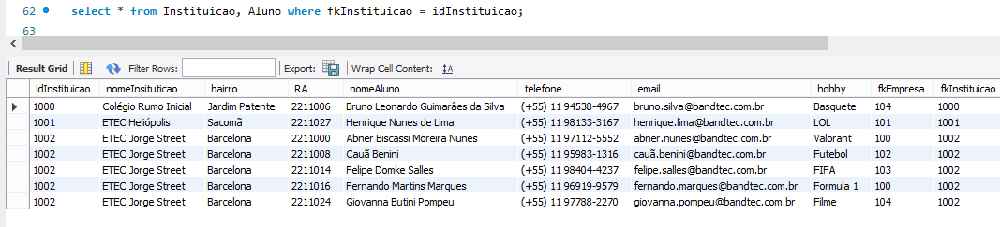 62 select * from Instituicao, Aluno where fkInstituicao = idInstituicao;
63
Result Grid Filter Rows: Export: Wrap Cell Content:
idInstituicao nomeInsituticao bairro RA nomeAluno telefone email hobby fkEmpresa fkInstituicao
1000 Colégio Rumo Inicial Jardim Patente 2211006 Bruno Leonardo Guimarães da Silva (+55) 11 94538-4967 bruno.silva@bandtec.com.br Basquete 104 1000
1001 ETEC Heliópolis Sacomã 2211027 Henrique Nunes de Lima (+55) 11 98133-3167 henrique.lima@bandtec.com.br LOL 101 1001
1002 ETEC Jorge Street Barcelona 2211000 Abner Biscassi Moreira Nunes (+55) 11 97112-5552 abner.nunes@bandtec.com.br Valorant 100 1002
1002 ETEC Jorge Street Barcelona 2211008 Cauã Benini (+55) 11 95983-1316 cauã.benini@bandtec.com.br Futebol 102 1002
1002 ETEC Jorge Street Barcelona 2211014 Felipe Domke Salles (+55) 11 98404-4237 felipe.salles@bandtec.com.br FIFA 103 1002
1002 ETEC Jorge Street Barcelona 2211016 Fernando Martins Marques (+55) 11 96919-9579 fernando.marques@bandtec.com.br Formula 1 100 1002
1002 ETEC Jorge Street Barcelona 2211024 Giovanna Butini Pompeu (+55) 11 97788-2270 giovanna.pompeu@bandtec.com.br Filme 104 1002